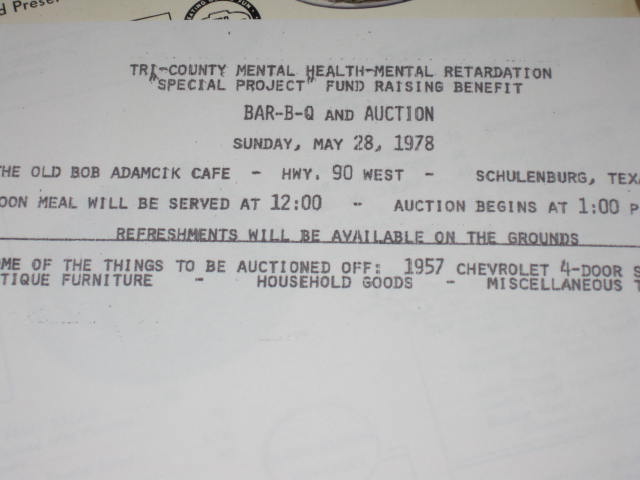 d Preser
TRI-COUNTY MENTAL HEALTH-MENTAL RETARDATION
"SPECIAL PROJECT" FUND RAISING BENEFIT
BAR-B-Q AND AUCTION
SUNDAY, MAY 28, 1978
THE OLD BOB ADAMCIK CAFE - HWY. 90 WEST - SCHULENBURG, TEXA
OON MEAL WILL BE SERVED AT 12:00 - AUCTION BEGINS AT 1:00 P
REFRESHMENTS WILL BE AVAILABLE ON THE GROUNDS
OME OF THE THINGS TO BE AUCTIONED OFF: 1957 CHEVROLET 4-DOOR S
TIQUE FURNITURE - HOUSEHOLD GOODS - MISCELLANEOUS T